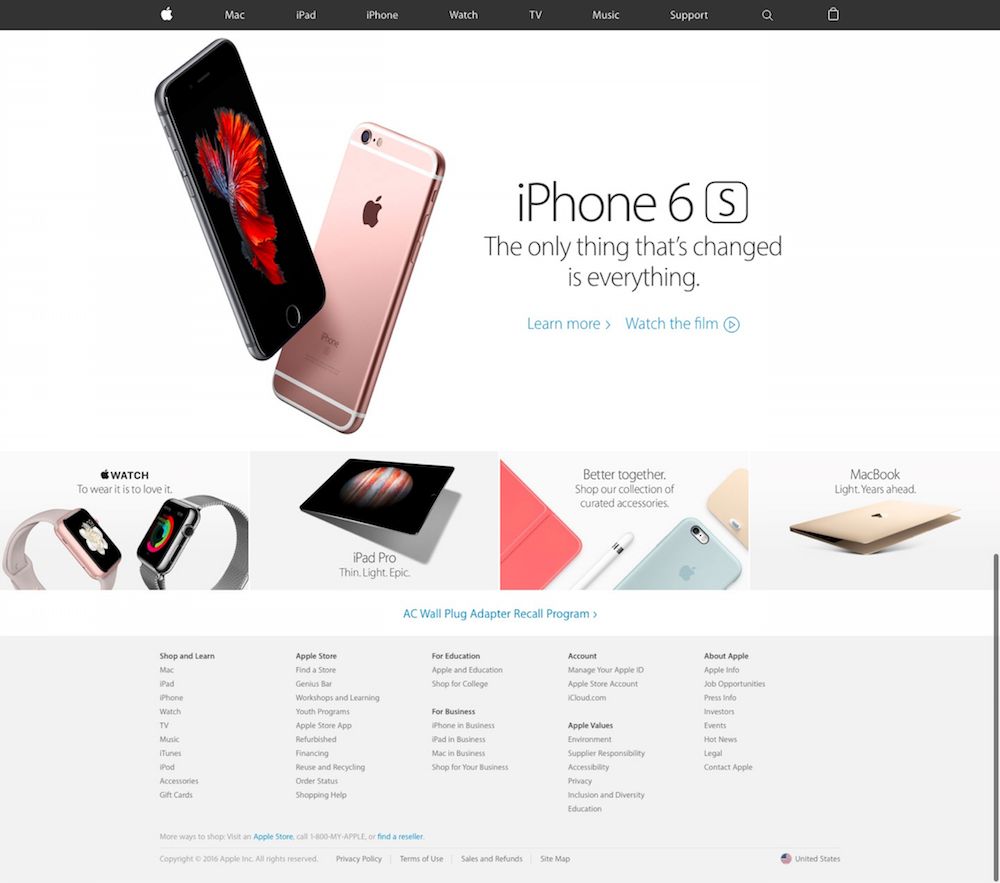 Mac iPad iPhone Watch TV Music Support
iPhone 6 S
The only thing that's changed
is everything.
Learn more > Watch the film
iPhone
WATCH
To wear it is to love it.
iPad Pro
Thin. Light. Epic.
Better together.
Shop our collection of
curated accessories.
MacBook
Light. Years ahead.
AC Wall Plug Adapter Recall Program >
Shop and Learn
Mac
iPad
iPhone
Watch
TV
Music
iTunes
iPod
Accessories
Gift Cards
Apple Store
Find a Store
Genius Bar
Workshops and Learning
Youth Programs
Apple Store App
Refurbished
Financing
Reuse and Recycling
Order Status
Shopping Help
For Education
Apple and Education
Shop for College
For Business
iPhone in Business
iPad in Business
Mac in Business
Shop for Your Business
Account
Manage Your Apple ID
Apple Store Account
iCloud.com
Apple Values
Environment
Supplier Responsibility
Accessibility
Privacy
Inclusion and Diversity
Education
About Apple
Apple Info
Job Opportunities
Press Info
Investors
Events
Hot News
Legal
Contact Apple
More ways to shop: Visit an Apple Store, call 1-800-MY-APPLE, or find a reseller.
Copyright © 2016 Apple Inc. All rights reserved. Privacy Policy | Terms of Use | Sales and Refunds | Site Map United States